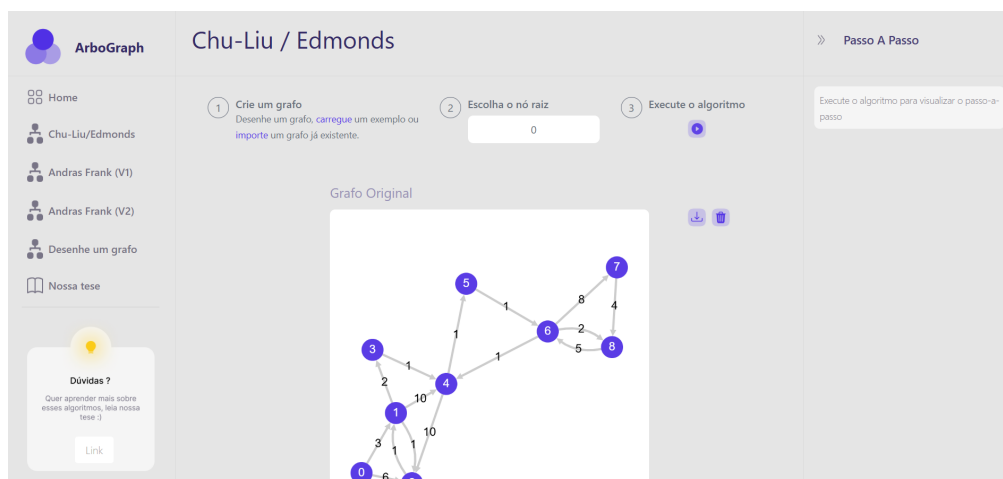 ArboGraph
Home
Chu-Liu/Edmonds
Andras Frank (V1)
Andras Frank (V2)
Desenhe um grafo
Nossa tese
Dúvidas ?
Quer aprender mais sobre
esses algoritmos, leia nossa
tese :)
Link
Chu-Liu / Edmonds
1
Crie um grafo
Desenhe um grafo, carregue um exemplo ou
importe um grafo já existente.
2
Escolha o nó raiz
0
3
Execute o algoritmo
Grafo Original
7
5
8
4
1
6
2
8
5
1
3
1
1
4
2
10
1
10
3
1
1
0
6
Passo A Passo
Execute o algoritmo para visualizar o passo-a-
passo